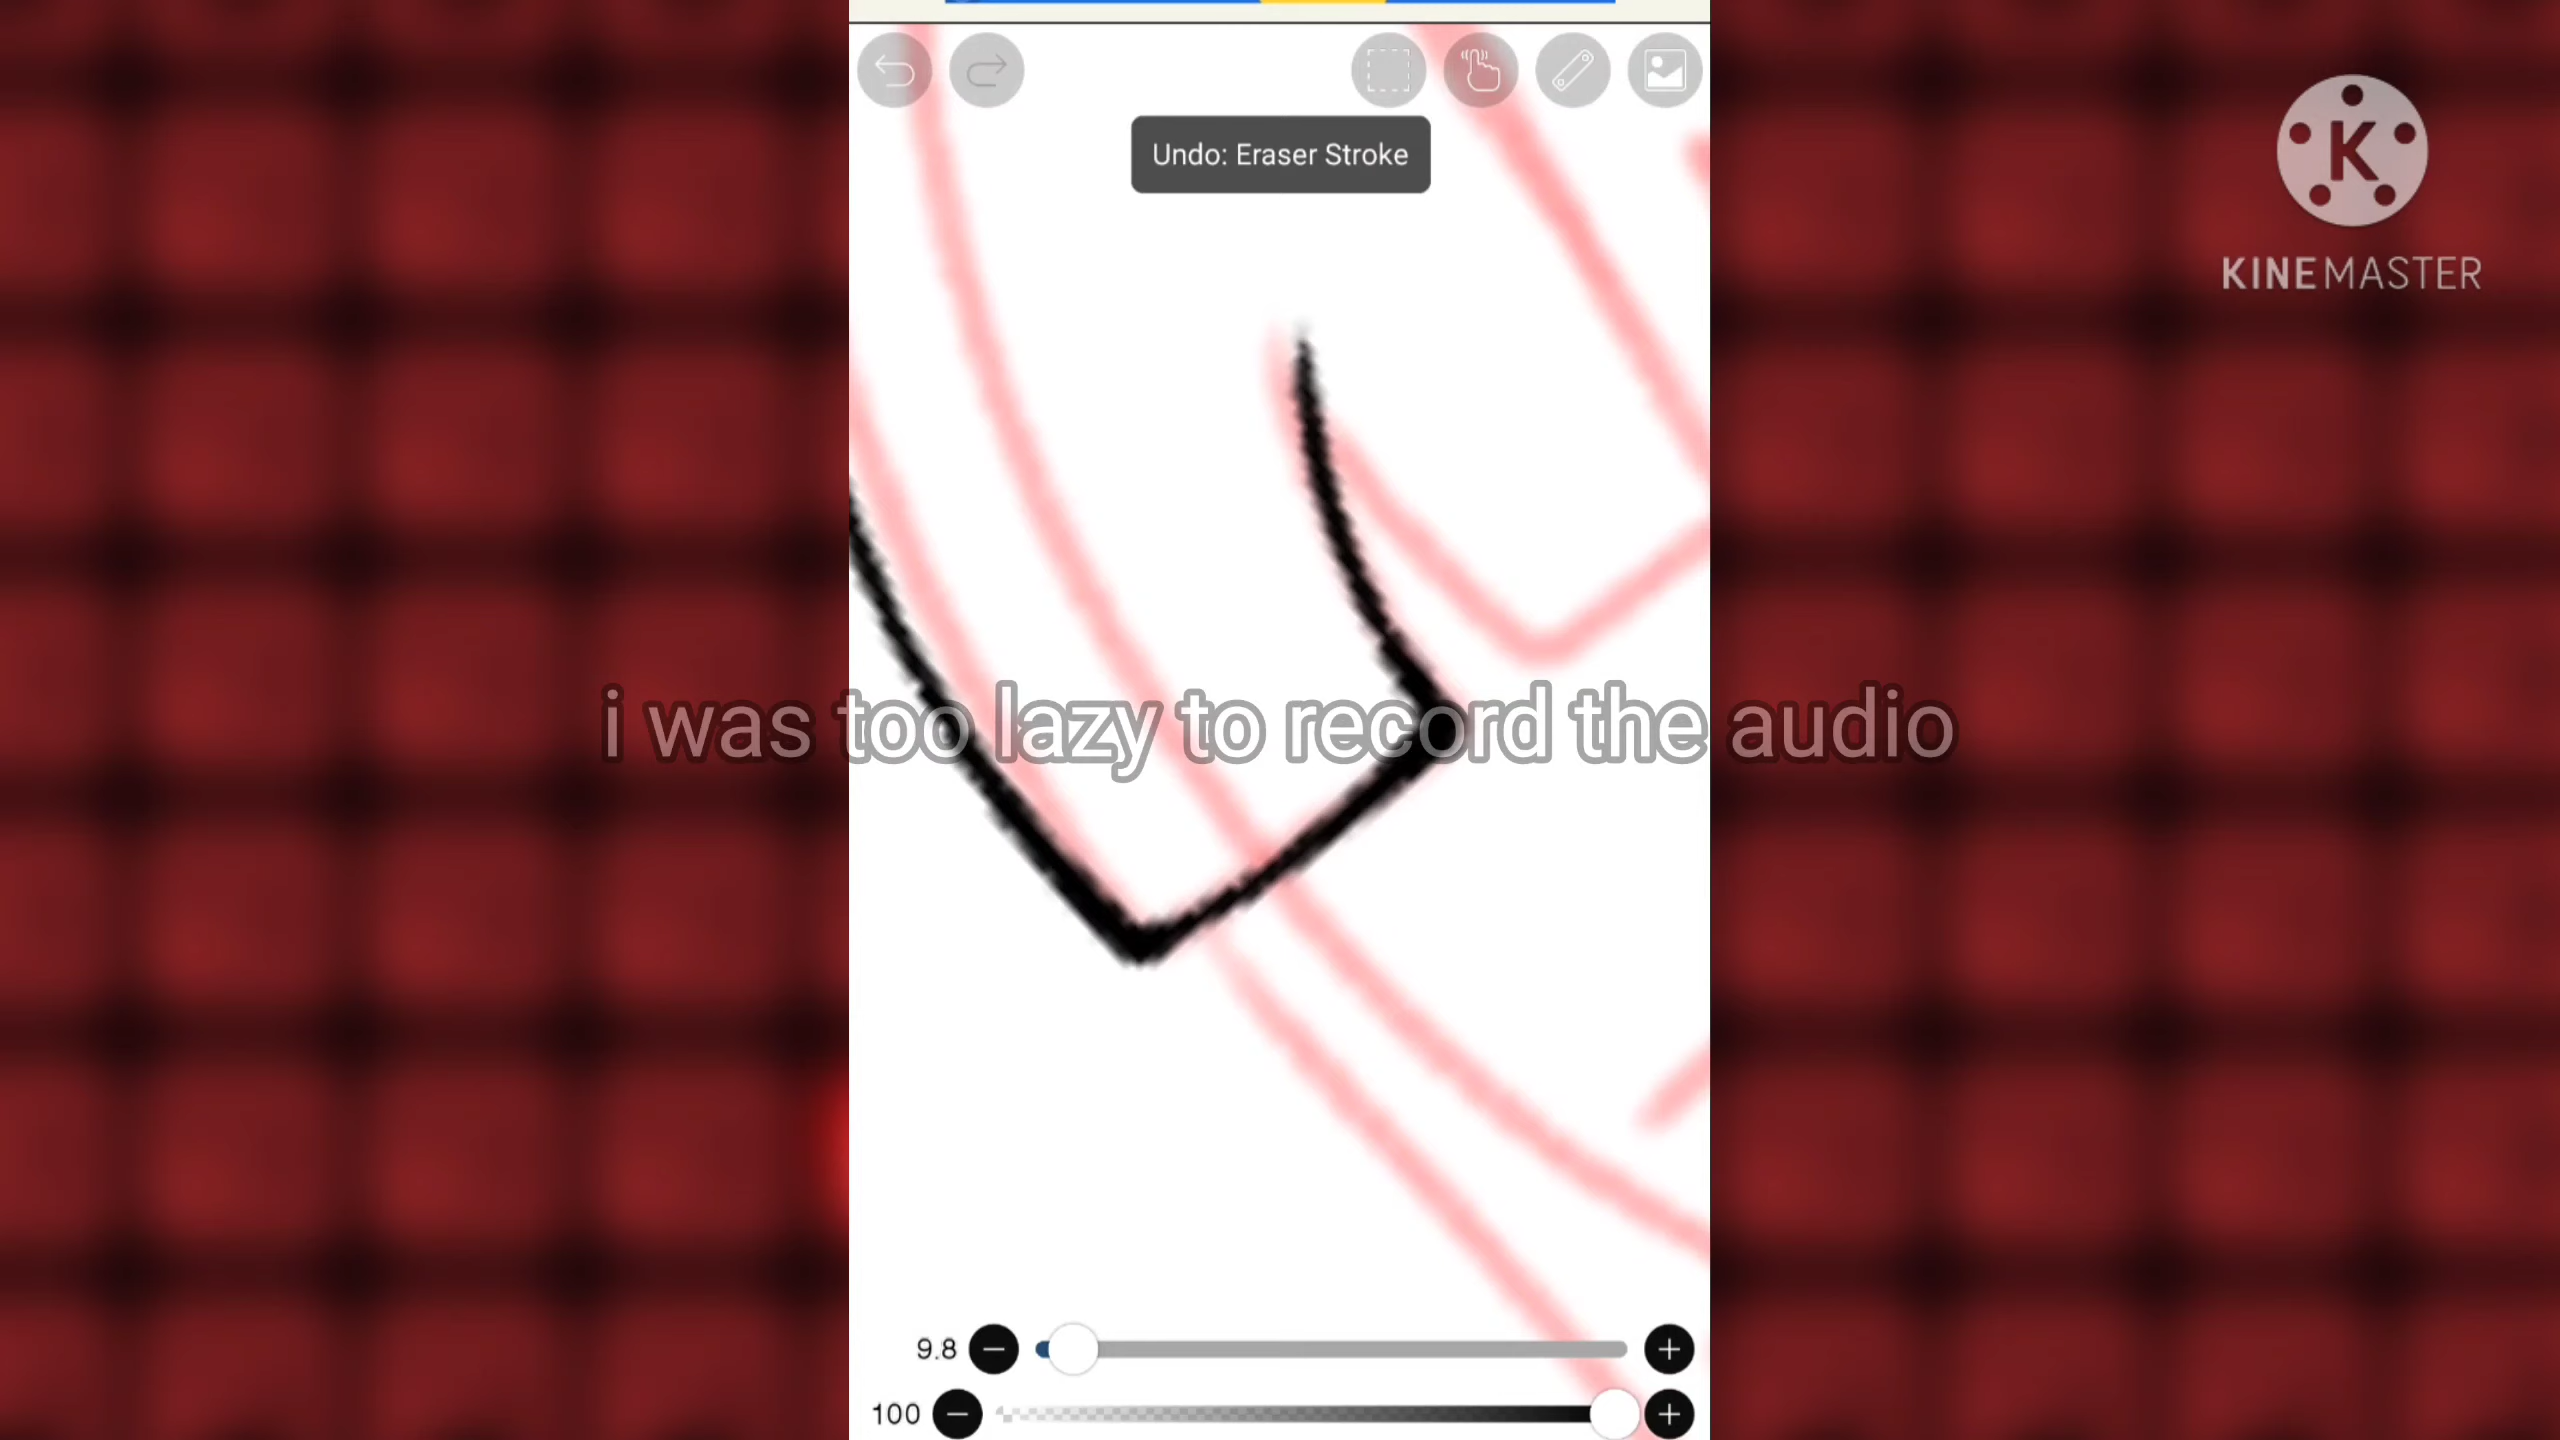 Undo: Eraser Stroke
K
KINEMASTER
i was too lazy to record the audio
9.8
100